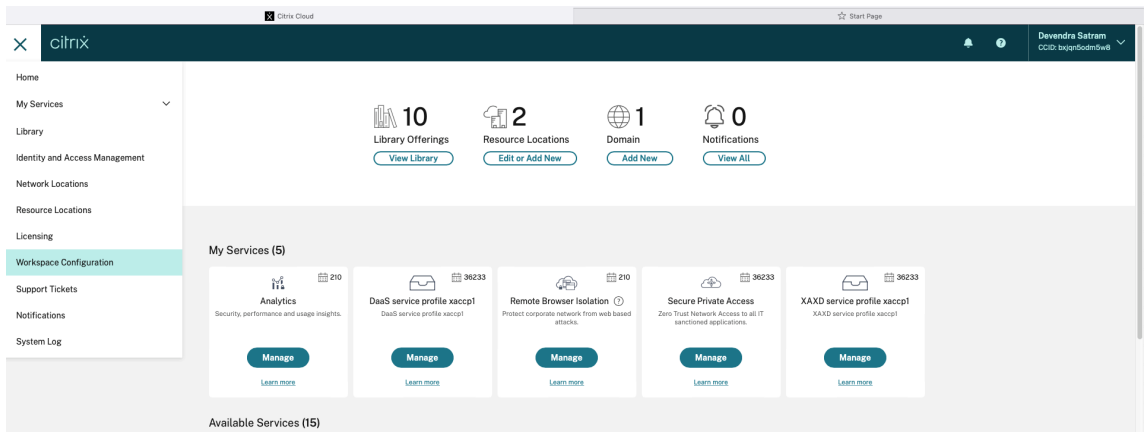 Citrix Cloud
Start Page
citrix
Devendra Satram
CCID: bxjqn5odm5w8
Home
My Services
Library
Identity and Access Management
Network Locations
Resource Locations
Licensing
Workspace Configuration
Support Tickets
Notifications
System Log
10
Library Offerings
View Library
2
Resource Locations
Edit or Add New
1
Domain
Add New
0
Notifications
View All
My Services (5)
210
Analytics
Security, performance and usage insights.
Manage
Learn more
36233
DaaS service profile xaccp1
DaaS service profile xaccp1
Manage
Learn more
210
Remote Browser Isolation ?
Protect corporate network from web based
attacks.
Manage
Learn more
36233
Secure Private Access
Zero Trust Network Access to all IT
sanctioned applications.
Manage
Learn more
36233
XAXD service profile xaccp1
XAXD service profile xaccp1
Manage
Learn more
Available Services (15)